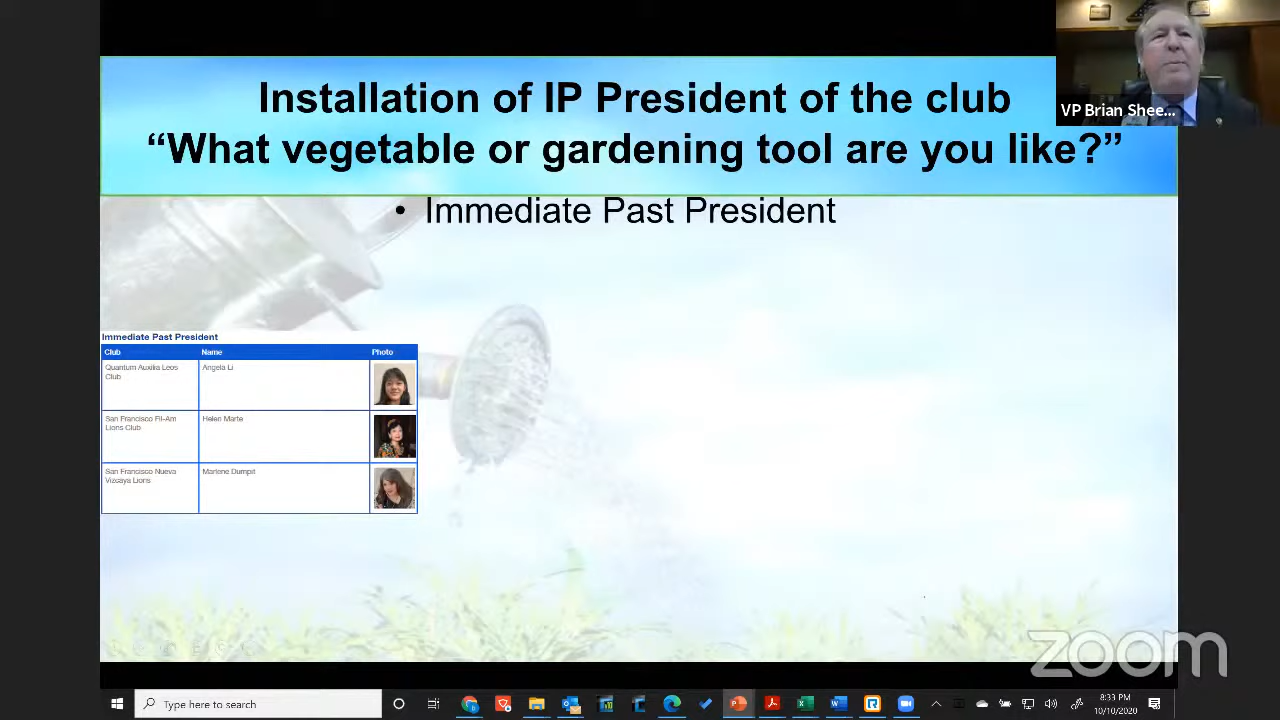 Installation of IP President of the club
“What vegetable or gardening tool are you like?”
VP Brian Shee...
• Immediate Past President
Immediate Past President
Club Name Photo
Quantum Auxilia Leos
Club
Angela Li
San Francisco Fil-Am
Lions Club
Helen Marte
San Francisco Nueva
Vizcaya Lions
Marlene Dumpit
zoom
Type here to search
8:33 PM
10/10/2020